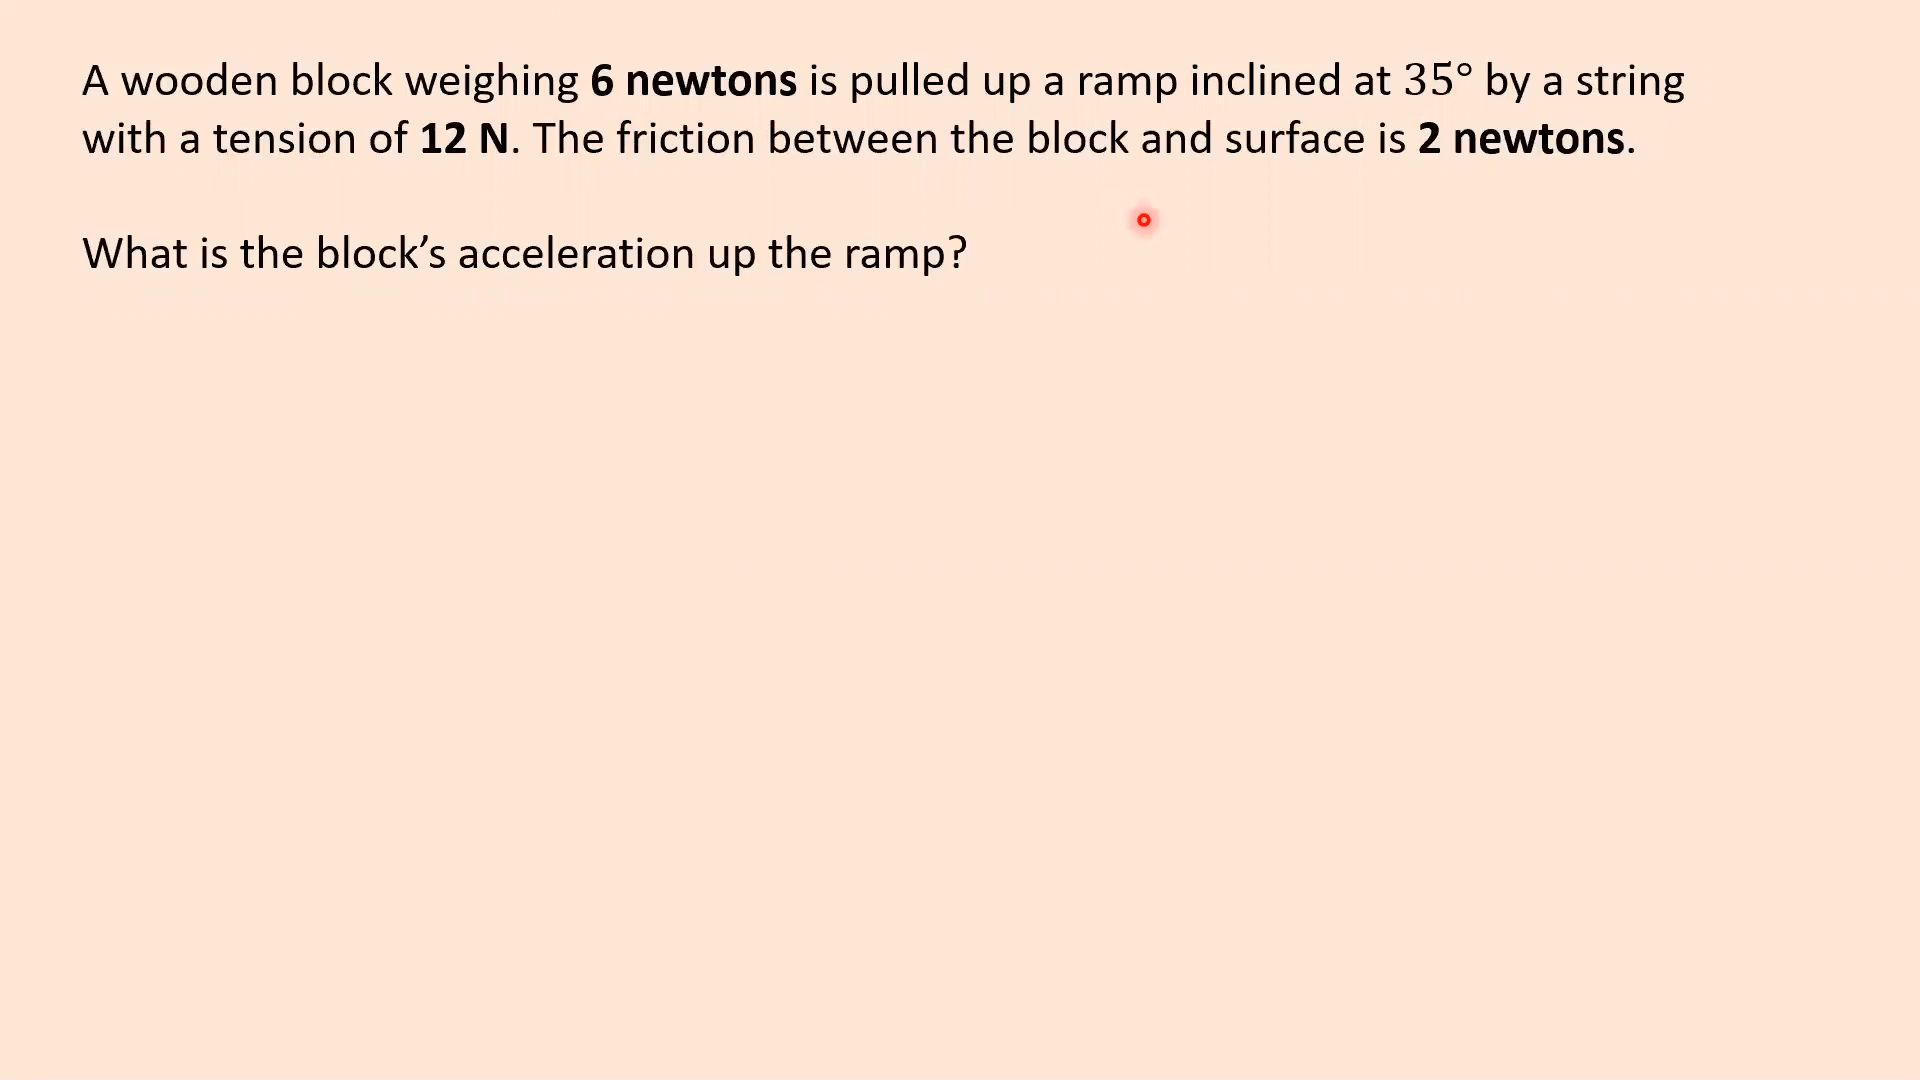 A wooden block weighing 6 newtons is pulled up a ramp inclined at 35° by a string
with a tension of 12 N. The friction between the block and surface is 2 newtons.
What is the block’s acceleration up the ramp?